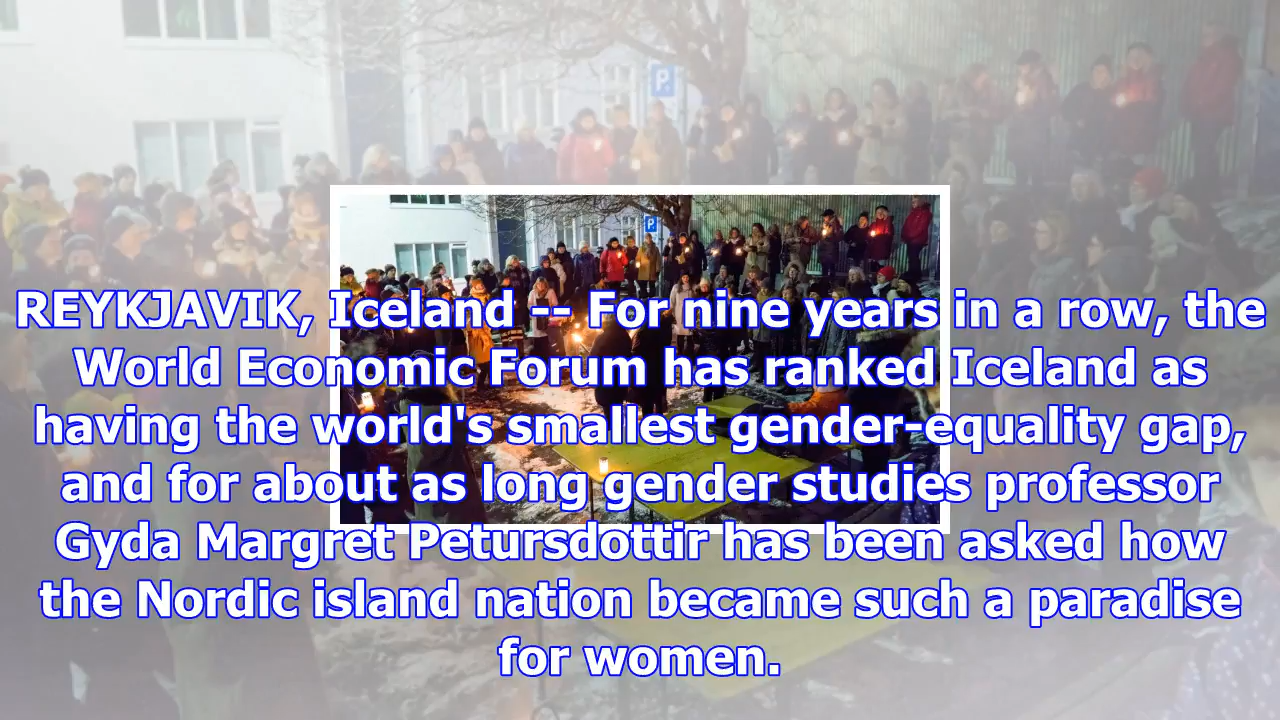 P
P
REYKJAVIK, Iceland -- For nine years in a row, the
World Economic Forum has ranked Iceland as
having the world's smallest gender-equality gap,
and for about as long gender studies professor
Gyda Margret Petursdottir has been asked how
the Nordic island nation became such a paradise
for women.